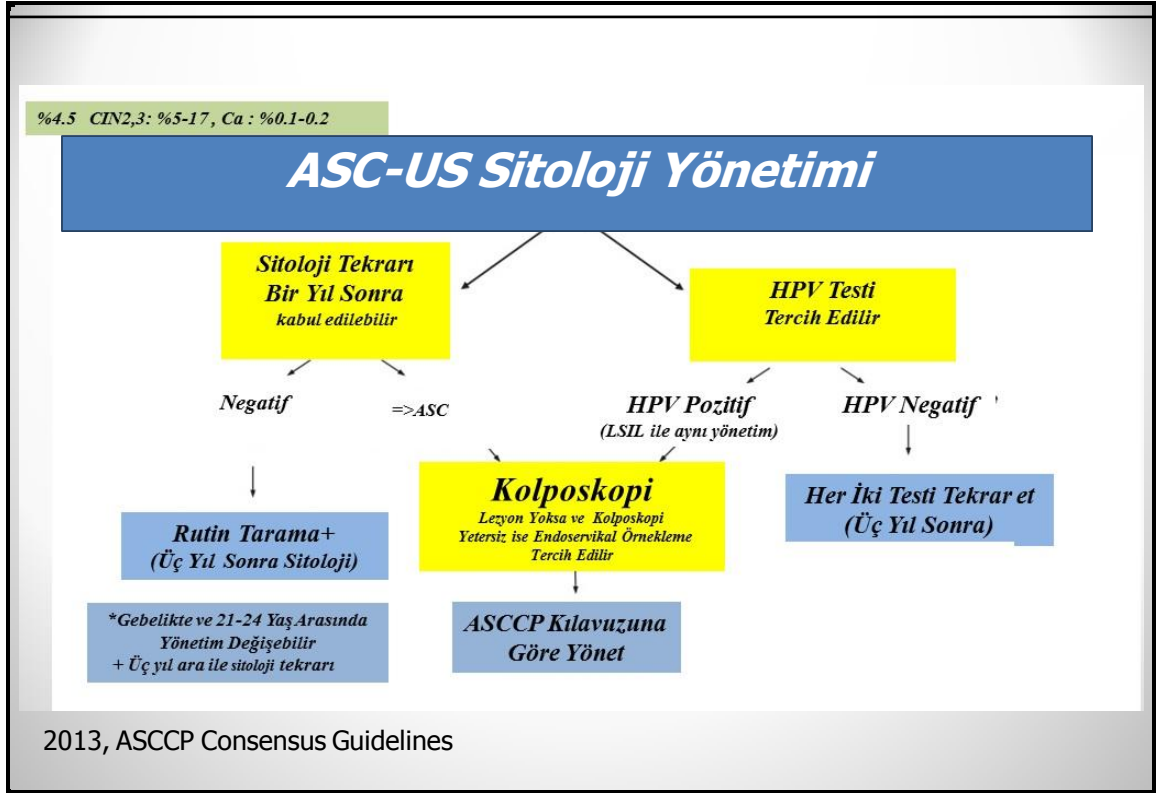 %4.5 CIN2,3: %5-17 , Ca : %0.1-0.2
ASC-US Sitoloji Yönetimi
Sitoloji Tekrarı
Bir Yıl Sonra
kabul edilebilir
HPV Testi
Tercih Edilir
Negatif
=>ASC
HPV Pozitif
(LSIL ile aynı yönetim)
HPV Negatif '
Kolposkopi
Lezyon Yoksa ve Kolposkopi
Yetersiz ise Endoservikal Örnekleme
Tercih Edilir
Her İki Testi Tekrar et
(Üç Yıl Sonra)
Rutin Tarama+
(Üç Yıl Sonra Sitoloji)
*Gebelikte ve 21-24 Yaş Arasında
Yönetim Değişebilir
+ Üç yıl ara ile sitoloji tekrarı
ASCCP Kılavuzuna
Göre Yönet
2013, ASCCP Consensus Guidelines